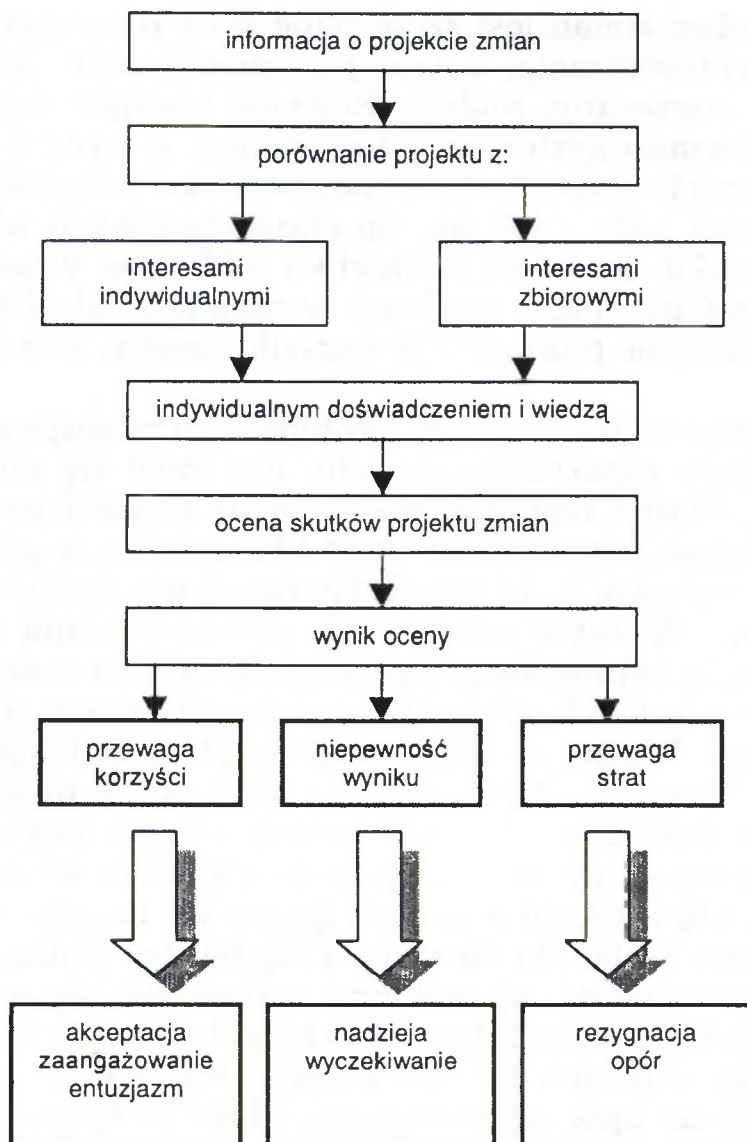 informacja o projekcie zmian
porównanie projektu z:
interesami
indywidualnymi
interesami
zbiorowymi
indywidualnym doświadczeniem i wiedzą
ocena skutków projektu zmian
wynik oceny
przewaga
korzyści
niepewność
wyniku
przewaga
strat
akceptacja
zaangażowanie
entuzjazm
nadzieja
wyczekiwanie
rezygnacja
opór